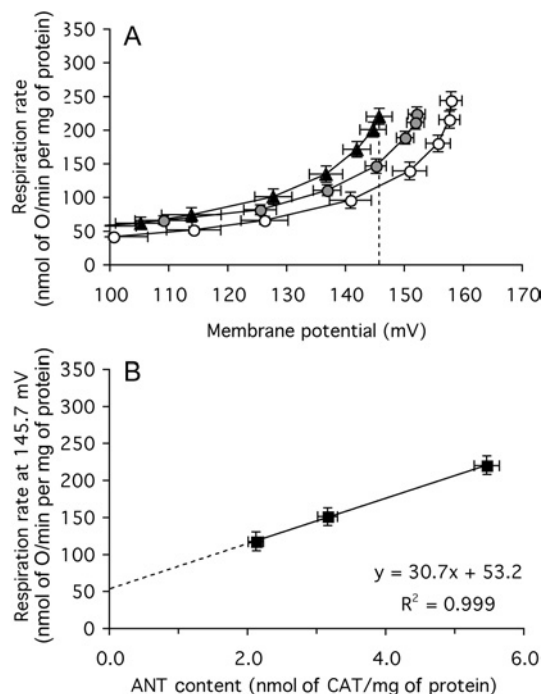 A
Respiration rate
(nmol of O/min per mg of protein)
350
300
250
200
150
100
50
0
100 110 120 130 140 150 160 170
Membrane potential (mV)
B
Respiration rate at 145.7 mV
(nmol of O/min per mg of protein)
350
300
250
200
150
100
50
0
y = 30.7x + 53.2
R² = 0.999
0.0 2.0 4.0 6.0
ANT content (nmol of CAT/mg of protein)